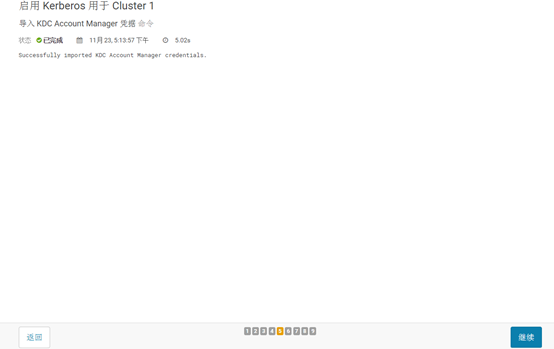 启用 Kerberos 用于 Cluster 1
导入 KDC Account Manager 凭据 命令
状态 已完成 11月 23, 5:13:57 下午 5.02s
Successfully imported KDC Account Manager credentials.
返回 1 2 3 4 5 6 7 8 9 继续